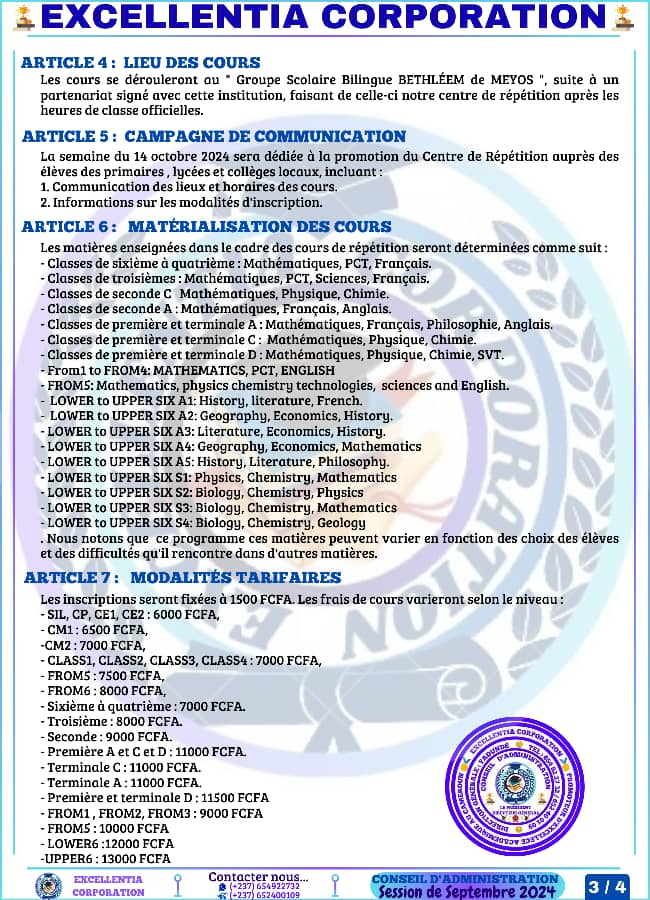 EXCELLENTIA CORPORATION
ARTICLE 4 : LIEU DES COURS
Les cours se dérouleront au " Groupe Scolaire Bilingue BETHLÉEM de MEYOS ", suite à un
partenariat signé avec cette institution, faisant de celle-ci notre centre de répétition après les
heures de classe officielles.
ARTICLE 5 : CAMPAGNE DE COMMUNICATION
La semaine du 14 octobre 2024 sera dédiée à la promotion du Centre de Répétition auprès des
élèves des primaires , lycées et collèges locaux, incluant :
1. Communication des lieux et horaires des cours.
2. Informations sur les modalités d'inscription.
ARTICLE 6 : MATÉRIALISATION DES COURS
Les matières enseignées dans le cadre des cours de répétition seront déterminées comme suit :
- Classes de sixième à quatrième : Mathématiques, PCT, Français.
- Classes de troisièmes : Mathématiques, PCT, Sciences, Français.
- Classes de seconde C Mathématiques, Physique, Chimie.
- Classes de seconde A : Mathématiques, Français, Anglais.
- Classes de première et terminale A : Mathématiques, Français, Philosophie, Anglais.
- Classes de première et terminale C : Mathématiques, Physique, Chimie.
- Classes de première et terminale D : Mathématiques, Physique, Chimie, SVT.
- From1 to FROM4: MATHEMATICS, PCT, ENGLISH
- FROM5: Mathematics, physics chemistry technologies, sciences and English.
- LOWER to UPPER SIX A1: History, literature, French.
- LOWER to UPPER SIX A2: Geography, Economics, History.
- LOWER to UPPER SIX A3: Literature, Economics, History.
- LOWER to UPPER SIX A4: Geography, Economics, Mathematics
- LOWER to UPPER SIX A5: History, Literature, Philosophy.
- LOWER to UPPER SIX S1: Physics, Chemistry, Mathematics
- LOWER to UPPER SIX S2: Biology, Chemistry, Physics
- LOWER to UPPER SIX S3: Biology, Chemistry, Mathematics
- LOWER to UPPER SIX S4: Biology, Chemistry, Geology
. Nous notons que ce programme ces matières peuvent varier en fonction des choix des élèves
et des difficultés qu'il rencontre dans d'autres matières.
ARTICLE 7 : MODALITÉS TARIFAIRES
Les inscriptions seront fixées à 1500 FCFA. Les frais de cours varieront selon le niveau :
- SIL, CP, CE1, CE2 : 6000 FCFA,
- CM1 : 6500 FCFA,
-CM2 : 7000 FCFA,
- CLASS1, CLASS2, CLASS3, CLASS4 : 7000 FCFA,
- FROM5 : 7500 FCFA,
- FROM6 : 8000 FCFA,
- Sixième à quatrième : 7000 FCFA.
- Troisième : 8000 FCFA.
- Seconde : 9000 FCFA.
- Première A et C et D : 11000 FCFA.
- Terminale C : 11000 FCFA.
- Terminale A : 11000 FCFA.
- Première et terminale D : 11500 FCFA
- FROM1 , FROM2, FROM3 : 9000 FCFA
- FROM5 : 10000 FCFA
- LOWER6 :12000 FCFA
-UPPER6 : 13000 FCFA
EXCELLENTIA CORPORATION
PROMOTEUR D'EXCELLECE ACADEMIQUE AU CAMEROUN
DIRECTION GÉNÉRALE: YAOUNDÉ
CONSEIL D'ADMINISTRATION
LE PRÉSIDENT
DIRECTEUR GENERAL
EXCELLENTIA
CORPORATION
Contacter nous...
(+237) 654922732
(+237) 652400109
CONSEIL D'ADMINISTRATION
Session de Septembre 2024
3 / 4